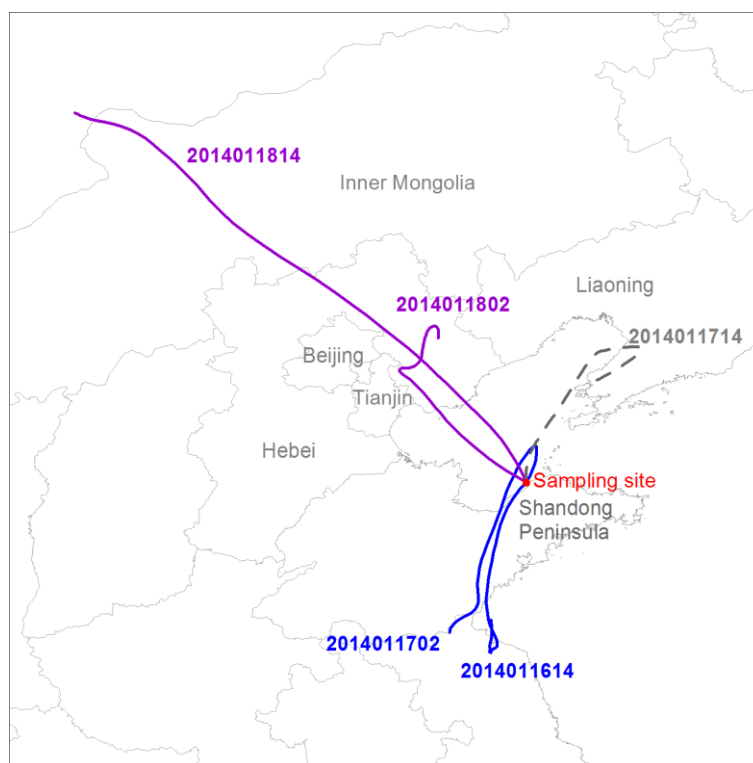 2014011814
Inner Mongolia
Liaoning
2014011802
2014011714
Beijing
Tianjin
Hebei
Sampling site
Shandong
Peninsula
2014011702
2014011614